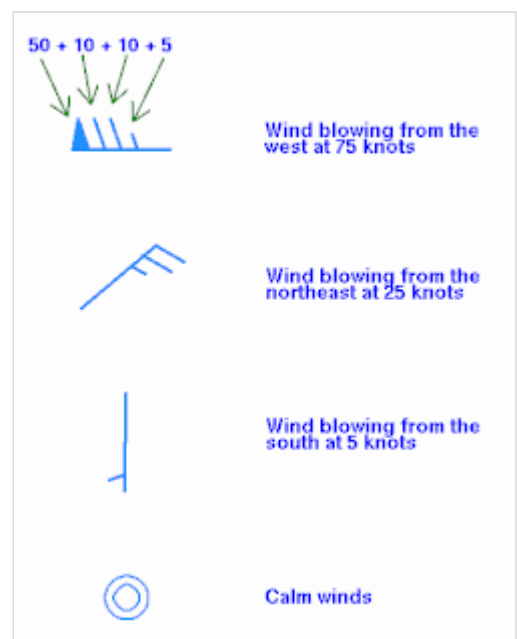 50 + 10 + 10 + 5
Wind blowing from the
west at 75 knots
Wind blowing from the
northeast at 25 knots
Wind blowing from the
south at 5 knots
Calm winds